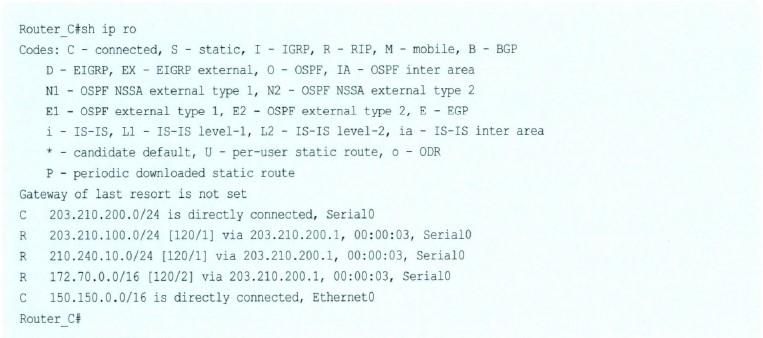 Router_C#sh ip ro
Codes: C - connected, S - static, I - IGRP, R - RIP, M - mobile, B - BGP
D - EIGRP, EX - EIGRP external, O - OSPF, IA - OSPF inter area
N1 - OSPF NSSA external type 1, N2 - OSPF NSSA external type 2
E1 - OSPF external type 1, E2 - OSPF external type 2, E - EGP
i - IS-IS, L1 - IS-IS level-1, L2 - IS-IS level-2, ia - IS-IS inter area
* - candidate default, U - per-user static route, o - ODR
P - periodic downloaded static route
Gateway of last resort is not set
C 203.210.200.0/24 is directly connected, Serial0
R 203.210.100.0/24 [120/1] via 203.210.200.1, 00:00:03, Serial0
R 210.240.10.0/24 [120/1] via 203.210.200.1, 00:00:03, Serial0
R 172.70.0.0/16 [120/2] via 203.210.200.1, 00:00:03, Serial0
C 150.150.0.0/16 is directly connected, Ethernet0
Router_C#